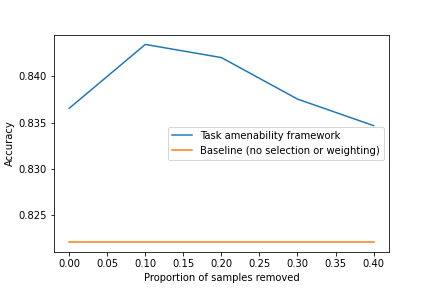 0.840
0.835
0.830
0.825
Accuracy
Task amenability framework
Baseline (no selection or weighting)
0.00 0.05 0.10 0.15 0.20 0.25 0.30 0.35 0.40
Proportion of samples removed